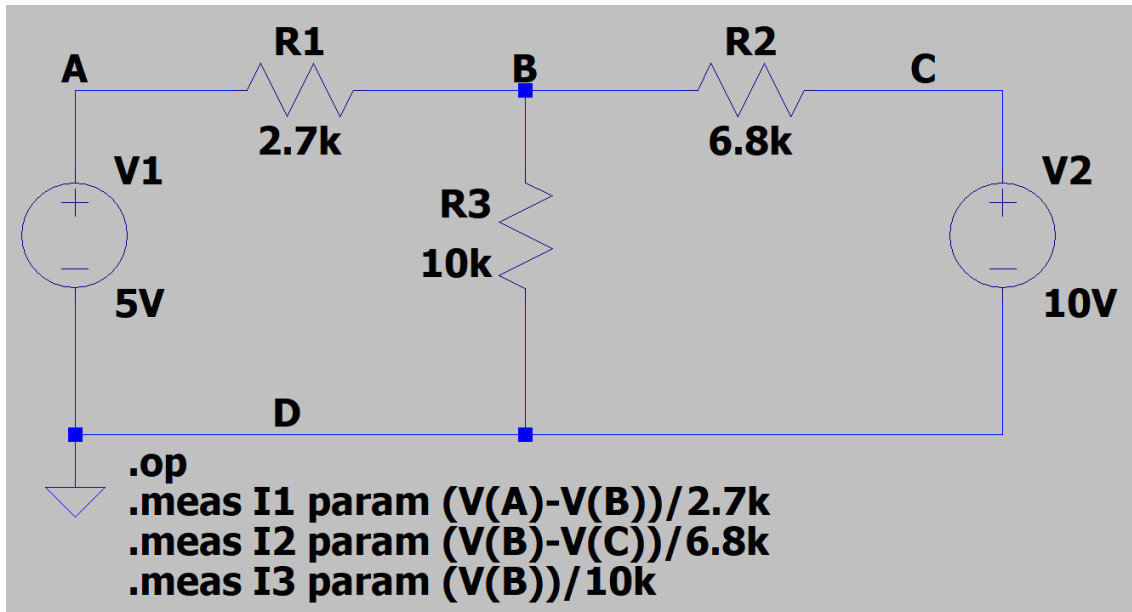 R1
R2
A
B
C
2.7k
6.8k
V1
V2
R3
10k
5V
10V
D
.op
.meas I1 param (V(A)-V(B))/2.7k
.meas I2 param (V(B)-V(C))/6.8k
.meas I3 param (V(B))/10k